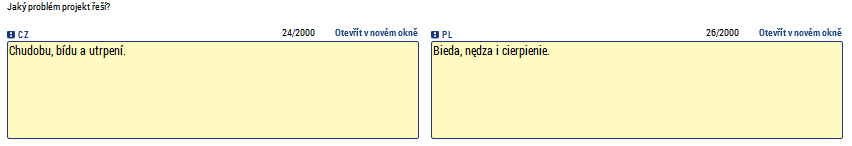 Jaký problém projekt řeší?
CZ 24/2000 Otevřít v novém okně
Chudobu, bídu a utrpení.
PL 26/2000 Otevřít v novém okně
Bieda, nędza i cierpienie.